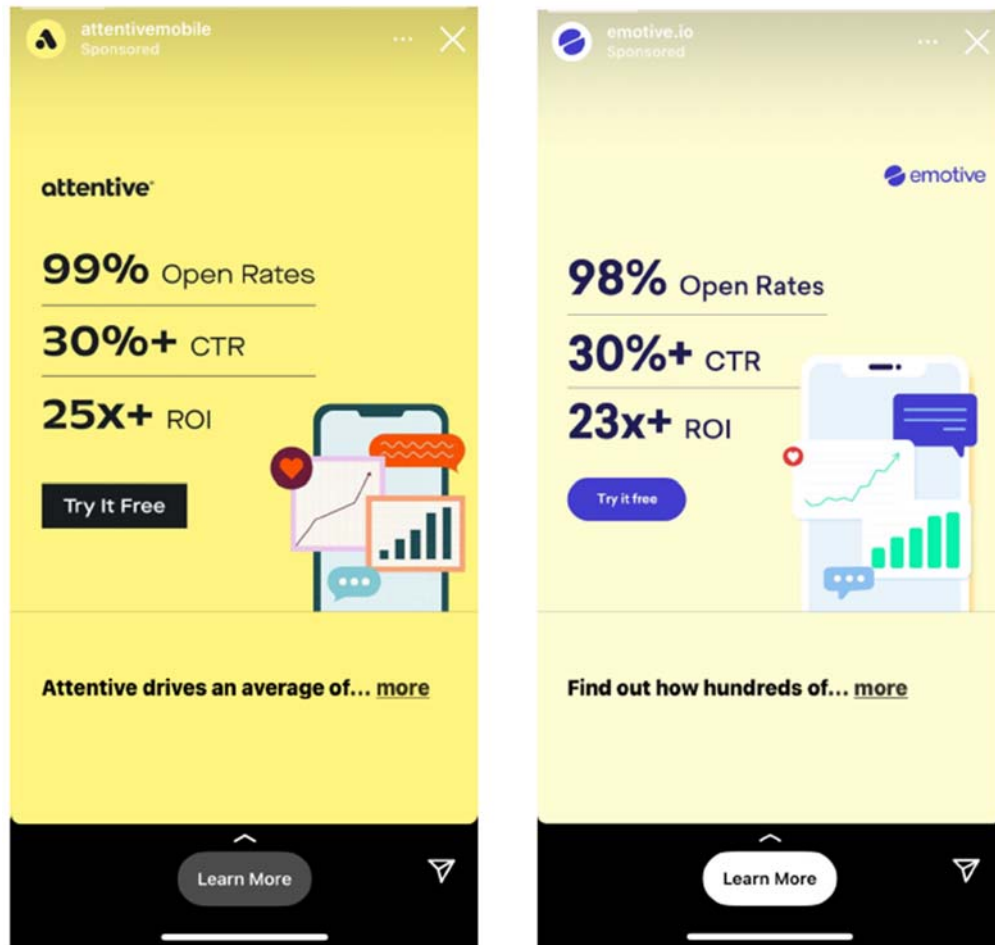 attentivemobile
Sponsored
attentive
99% Open Rates
30%+ CTR
25x+ ROI
Try It Free
Attentive drives an average of... more
Learn More
emotive.io
Sponsored
emotive
98% Open Rates
30%+ CTR
23x+ ROI
Try it free
Find out how hundreds of... more
Learn More